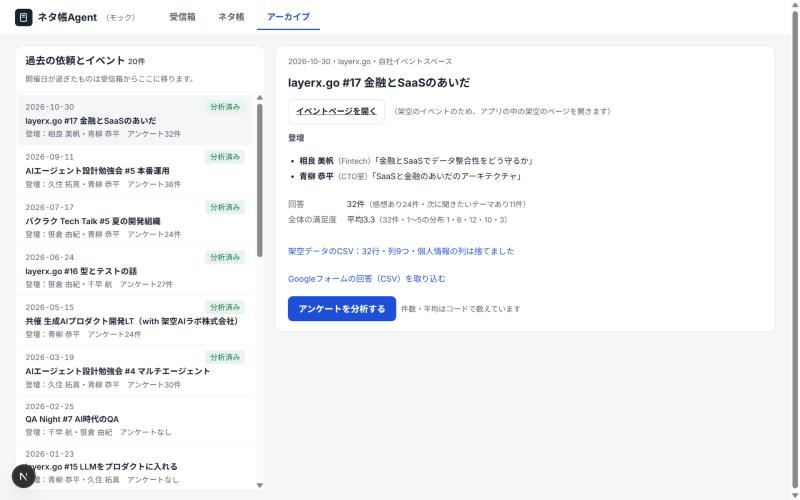 ネタ帳Agent（モック）
受信箱
ネタ帳
アーカイブ
過去の依頼とイベント 20件
開催日が過ぎたものは受信箱からここに移ります。
2026-10-30 分析済み
layerx.go #17 金融とSaaSのあいだ
登壇：相良 美帆・青柳 恭平　アンケート32件
2026-09-11 分析済み
AIエージェント設計勉強会 #5 本番運用
登壇：久住 拓真・青柳 恭平　アンケート36件
2026-07-17 分析済み
バクラク Tech Talk #5 夏の開発組織
登壇：笹倉 由紀・青柳 恭平　アンケート24件
2026-06-24 分析済み
layerx.go #16 型とテストの話
登壇：笹倉 由紀・千早 航　アンケート27件
2026-05-15 分析済み
共催 生成AIプロダクト開発LT（with 架空AIラボ株式会社）
登壇：青柳 恭平　アンケート24件
2026-03-19 分析済み
AIエージェント設計勉強会 #4 マルチエージェント
登壇：久住 拓真・青柳 恭平　アンケート30件
2026-02-25
QA Night #7 AI時代のQA
登壇：千早 航・笹倉 由紀　アンケートなし
2026-01-23
layerx.go #15 LLMをプロダクトに入れる
青柳 恭平・久住 拓真　アンケートなし
N
2026-10-30・layerx.go・自社イベントスペース
layerx.go #17 金融とSaaSのあいだ
イベントページを開く （架空のイベントのため、アプリの中の架空のページを開きます）
登壇
• 相良 美帆（Fintech）「金融とSaaSでデータ整合性をどう守るか」
• 青柳 恭平（CTO室）「SaaSと金融のあいだのアーキテクチャ」
回答 32件（感想あり24件・次に聞きたいテーマあり11件）
全体の満足度 平均3.3（32件・1〜5の分布 1・6・12・10・3）
架空データのCSV：32行・列9つ・個人情報の列は捨てました
Googleフォームの回答（CSV）を取り込む
アンケートを分析する 件数・平均はコードで数えています